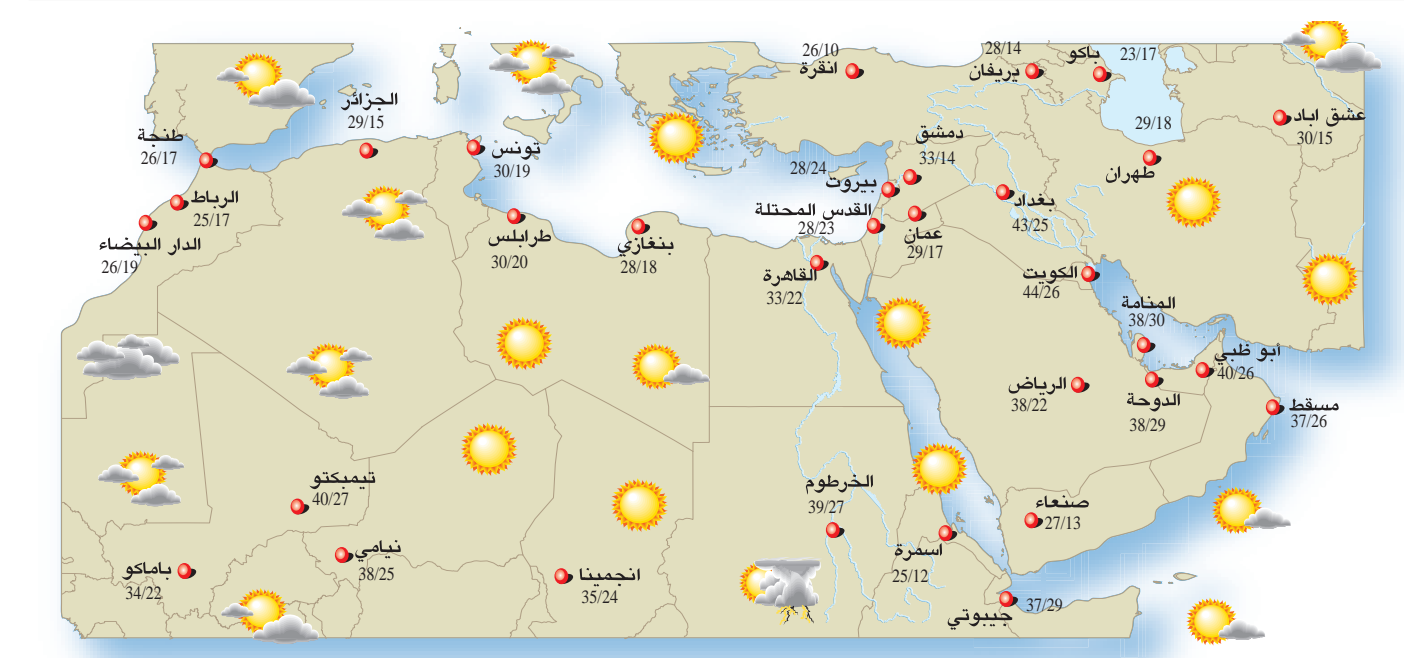 26/10
انقرة
28/14
يريفان
باكو
23/17
عشق اباد
30/15
29/18
طهران
الجزائر
29/15
طنجة
26/17
تونس
30/19
دمشق
33/14
28/24
بيروت
بغداد
43/25
الرباط
25/17
القدس المحتلة
28/23
عمان
29/17
الدار البيضاء
26/19
طرابلس
30/20
بنغازي
28/18
القاهرة
33/22
الكويت
44/26
المنامة
38/30
أبو ظبي
40/26
الرياض
38/22
الدوحة
38/29
مسقط
37/26
تيمبكتو
40/27
الخرطوم
39/27
صنعاء
27/13
نيامي
38/25
اسمرة
25/12
باماكو
34/22
انجمينا
35/24
37/29
جيبوتي